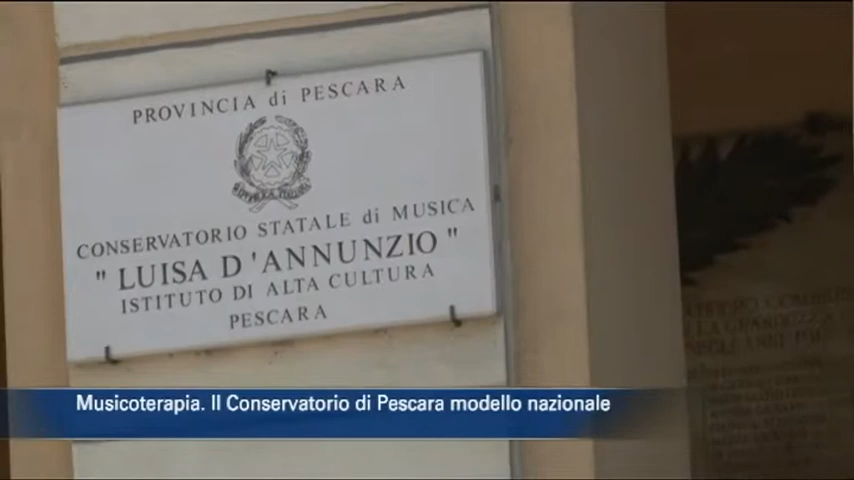 PROVINCIA di PESCARA
CONSERVATORIO STATALE di MUSICA
" LUISA D'ANNUNZIO "
ISTITUTO DI ALTA CULTURA
PESCARA
Musicoterapia. Il Conservatorio di Pescara modello nazionale